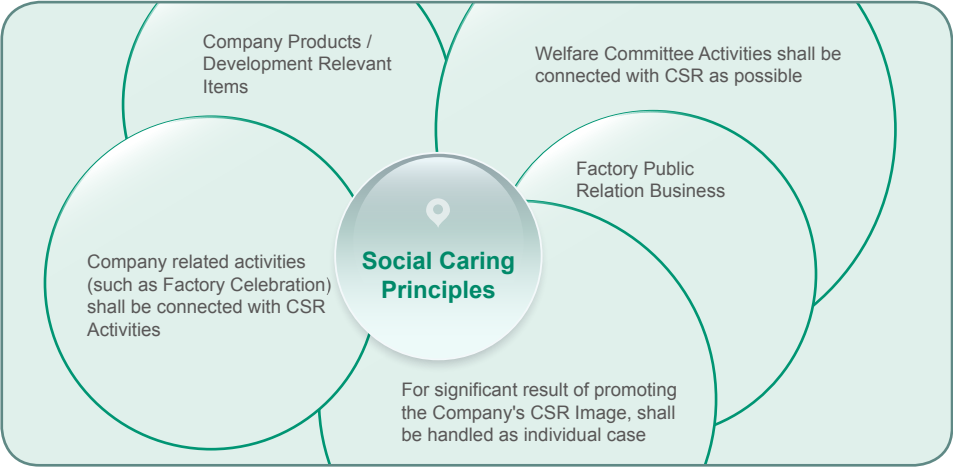 Company Products /
Development Relevant
Items
Welfare Committee Activities shall be
connected with CSR as possible
Factory Public
Relation Business
Social Caring
Principles
Company related activities
(such as Factory Celebration)
shall be connected with CSR
Activities
For significant result of promoting
the Company's CSR Image, shall
be handled as individual case